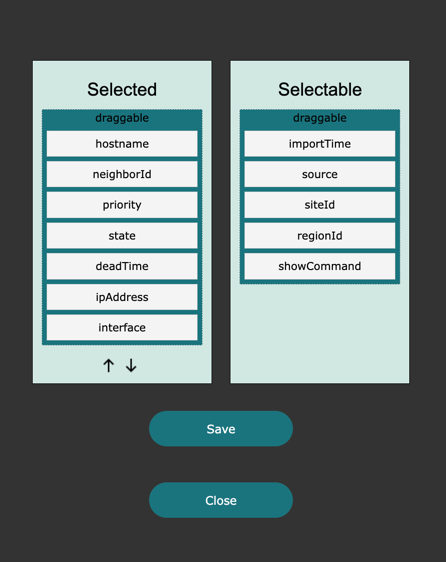 Selected
draggable
hostname
neighborId
priority
state
deadTime
ipAddress
interface
Selectable
draggable
importTime
source
siteId
regionId
showCommand
Save
Close